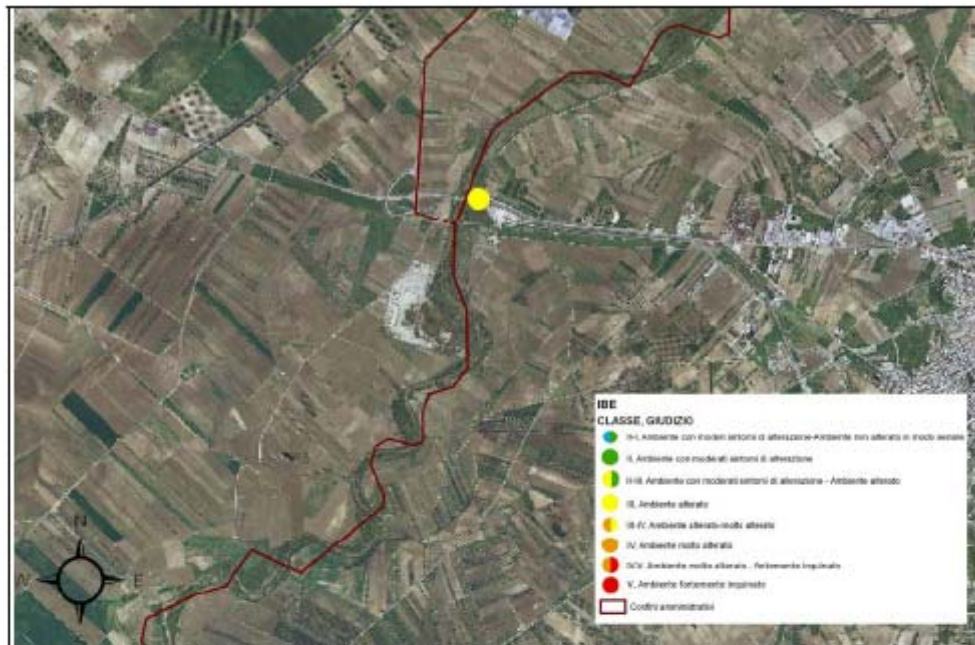 IBE
CLASSE, GIUDIZIO
II-I, Ambiente con moderati sintomi di alterazione-Ambiente non alterato in modo sensibile
II, Ambiente con moderati sintomi di alterazione
II-III, Ambiente con moderati sintomi di alterazione - Ambiente alterato
III, Ambiente alterato
III-IV, Ambiente alterato-molto alterato
IV, Ambiente molto alterato
IV-V, Ambiente molto alterato - fortemente inquinato
V, Ambiente fortemente inquinato
Confini amministrativi
N
W E